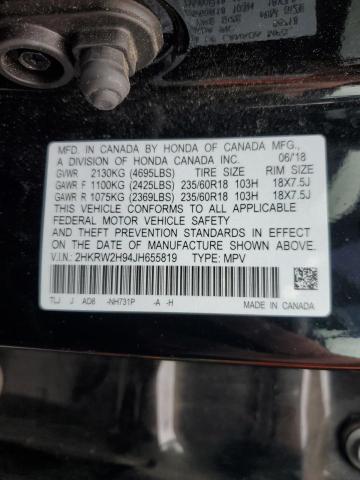 MFD. IN CANADA BY HONDA OF CANADA MFG.,
A DIVISION OF HONDA CANADA INC. 06/18
GVWR 2130KG (4695LBS) TIRE SIZE RIM SIZE
GAWR F 1100KG (2425LBS) 235/60R18 103H 18X7.5J
GAWR R 1075KG (2369LBS) 235/60R18 103H 18X7.5J
THIS VEHICLE CONFORMS TO ALL APPLICABLE
FEDERAL MOTOR VEHICLE SAFETY
AND THEFT PREVENTION STANDARDS IN
EFFECT ON THE DATE OF MANUFACTURE SHOWN ABOVE.
V.I.N.: 2HKRW2H94JH655819 TYPE: MPV
TLJ J AD8 -NH731P -A -H
MADE IN CANADA